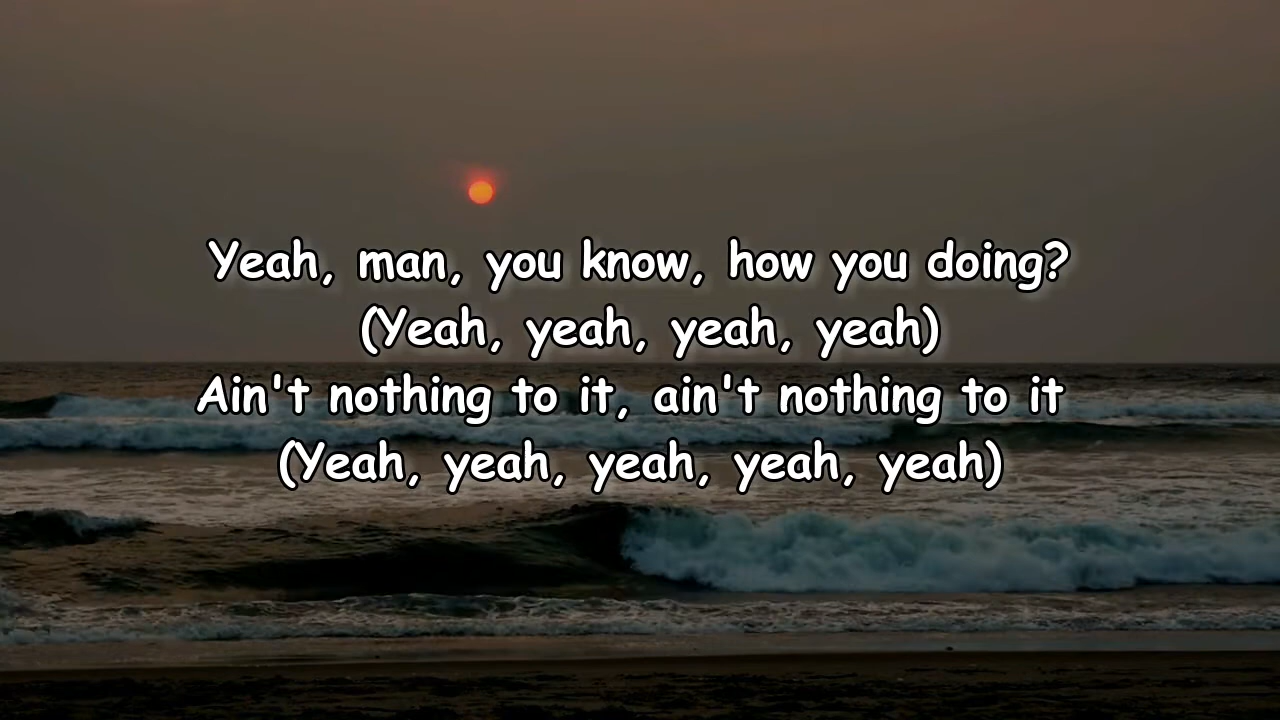 Yeah, man, you know, how you doing?
(Yeah, yeah, yeah, yeah)
Ain't nothing to it, ain't nothing to it
(Yeah, yeah, yeah, yeah, yeah)